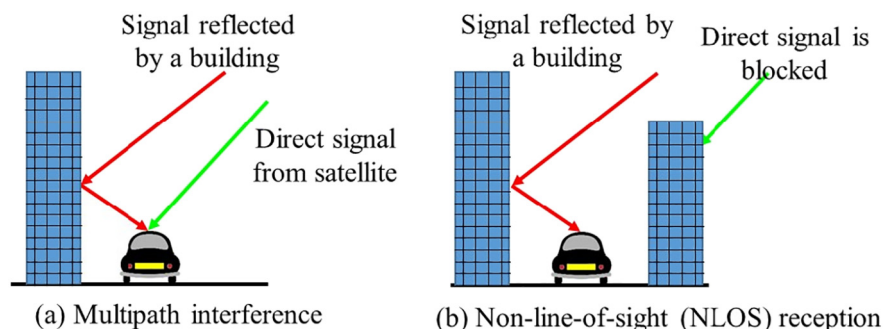 Signal reflected
by a building
Direct signal
from satellite
(a) Multipath interference
Signal reflected by
a building
Direct signal is
blocked
(b) Non-line-of-sight (NLOS) reception